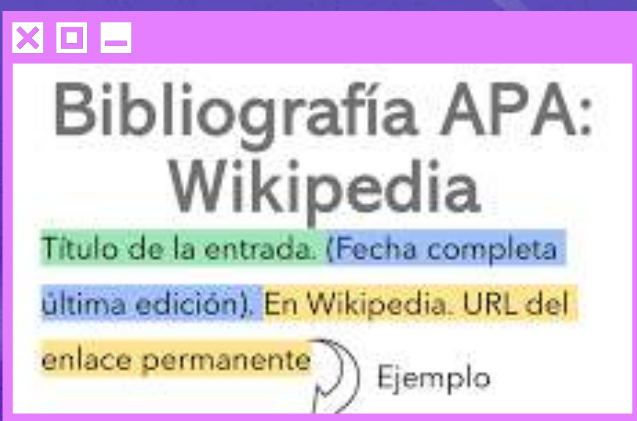 Bibliografía APA:
Wikipedia
Título de la entrada. (Fecha completa
última edición). En Wikipedia. URL del
enlace permanente
Ejemplo